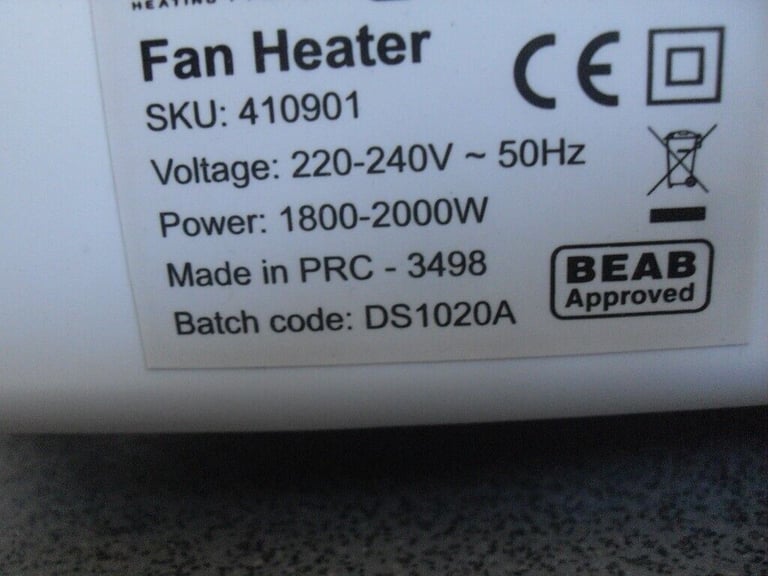 HEATING
Fan Heater
SKU: 410901
Voltage: 220-240V ~ 50Hz
Power: 1800-2000W
Made in PRC - 3498
Batch code: DS1020A
CE
BEAB
Approved